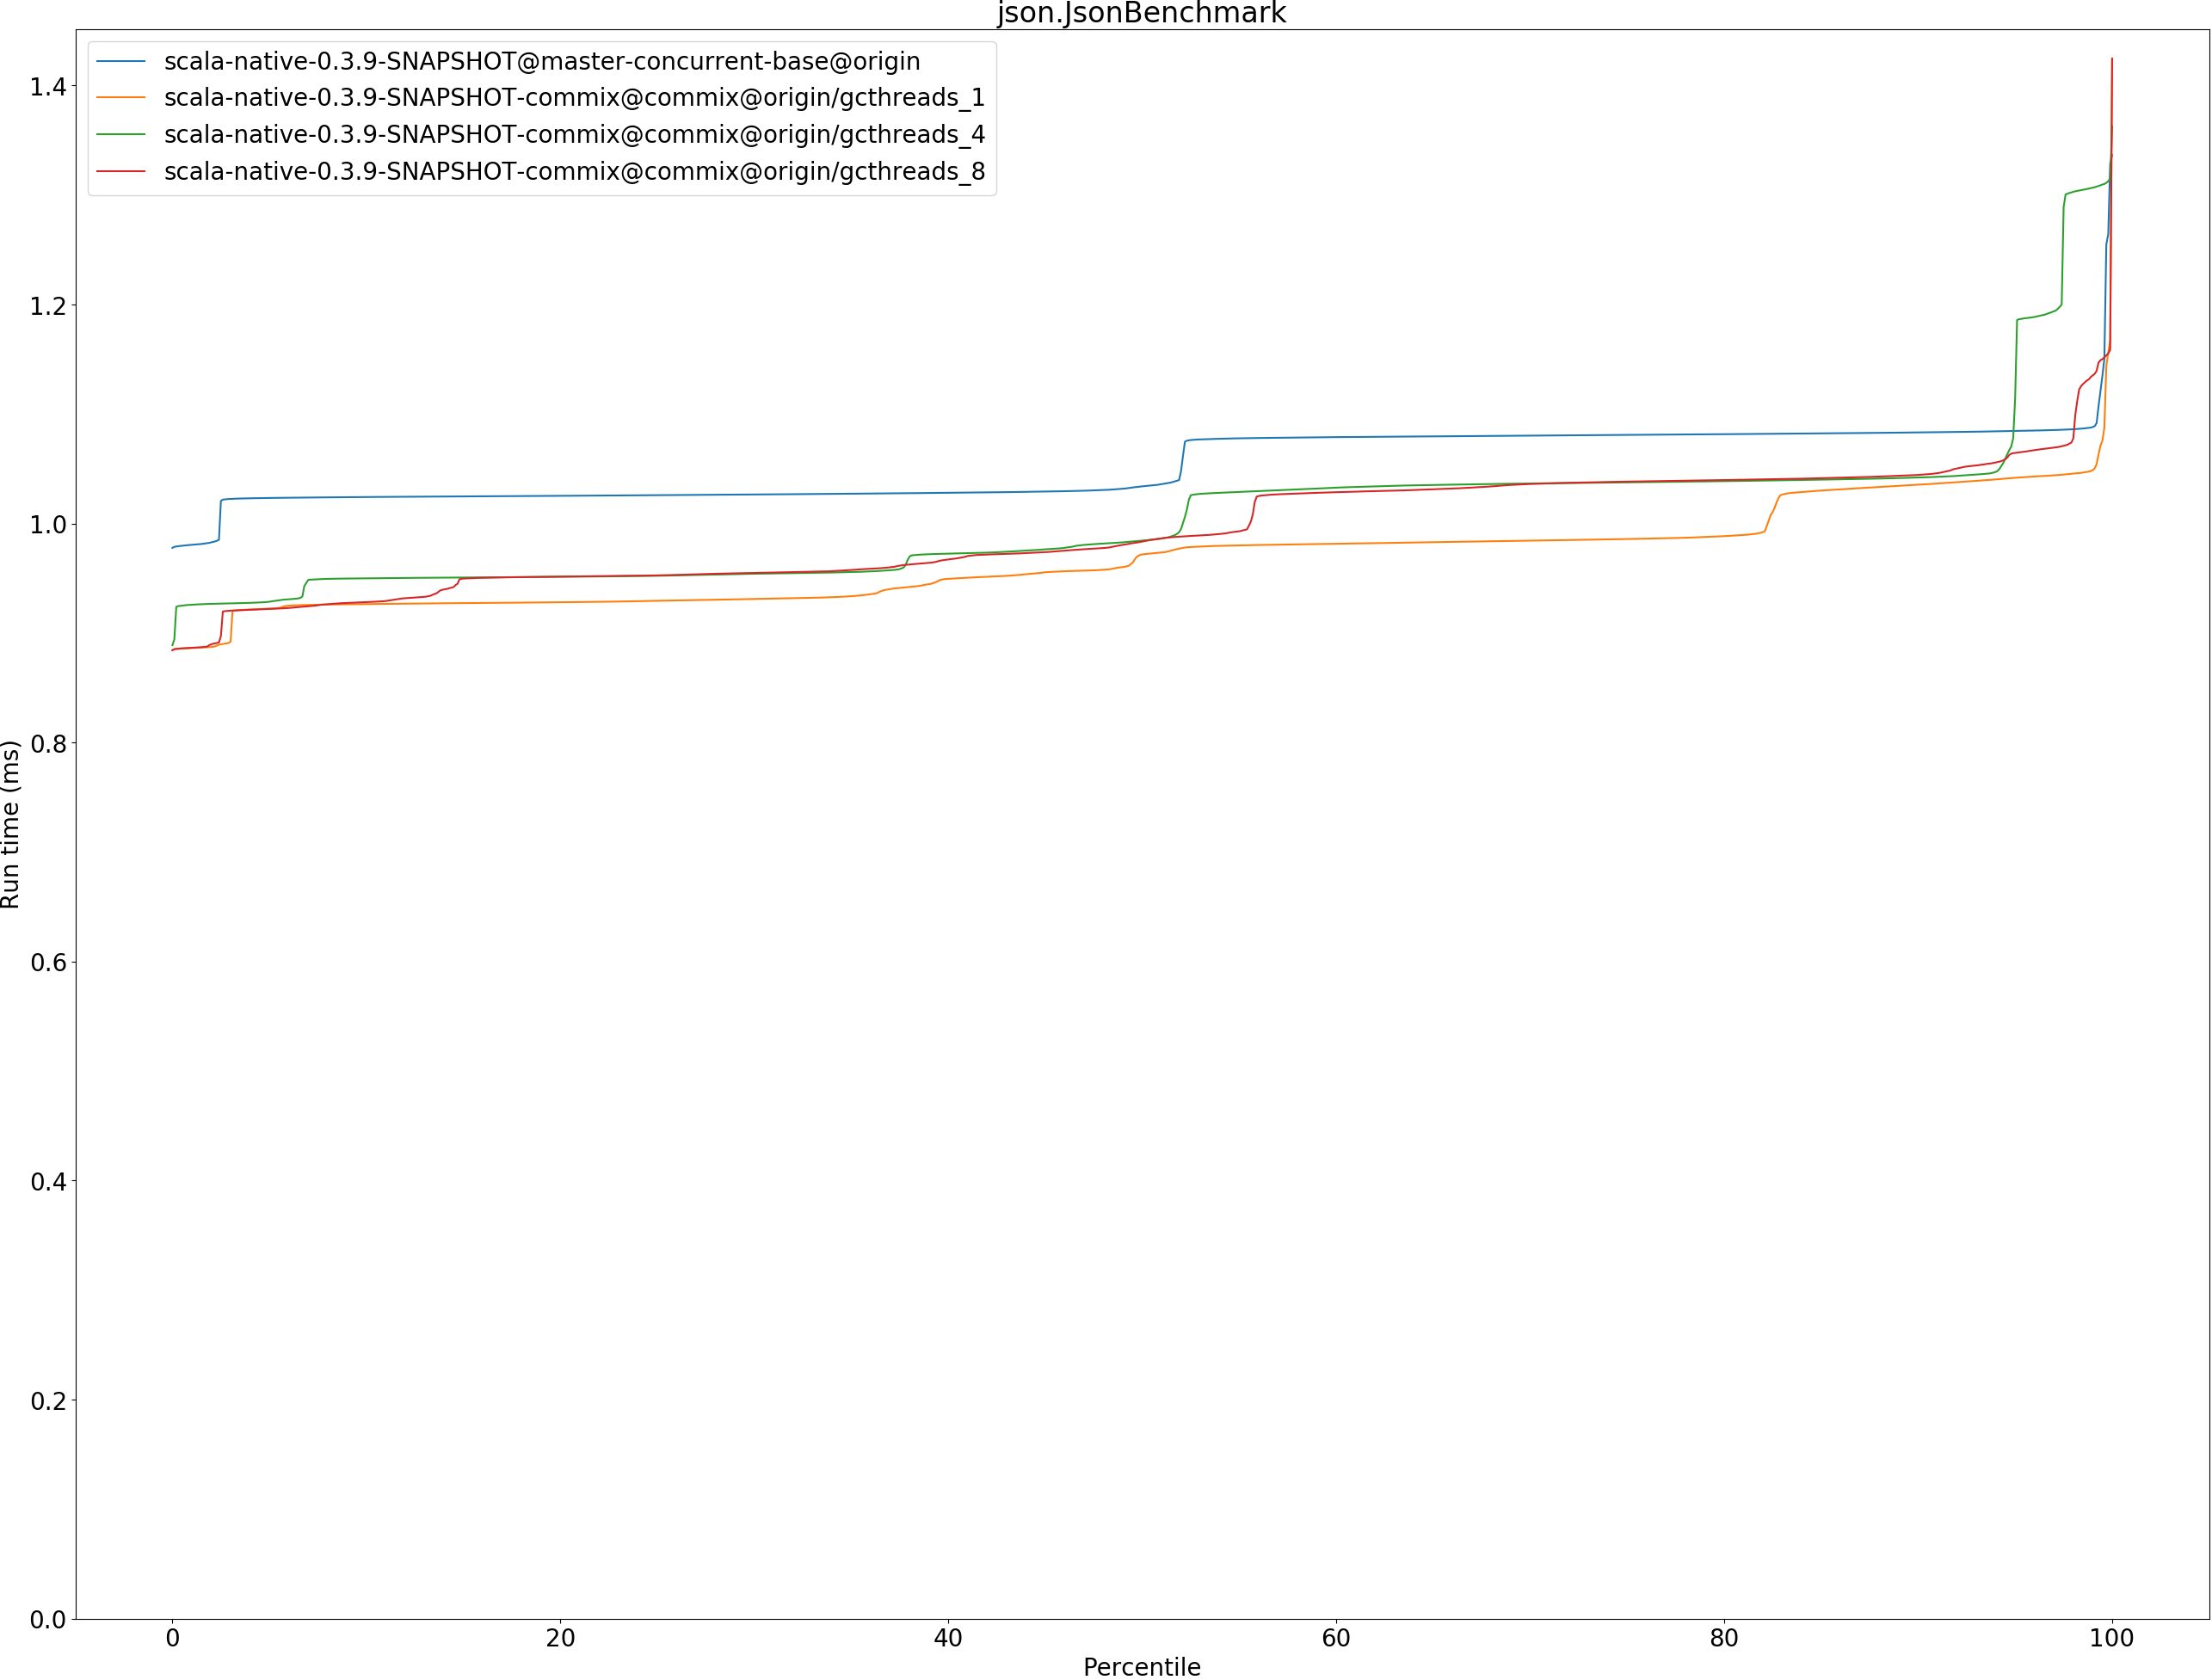 json.JsonBenchmark
scala-native-0.3.9-SNAPSHOT@master-concurrent-base@origin
scala-native-0.3.9-SNAPSHOT-commix@commix@origin/gcthreads_1
scala-native-0.3.9-SNAPSHOT-commix@commix@origin/gcthreads_4
scala-native-0.3.9-SNAPSHOT-commix@commix@origin/gcthreads_8
1.4
1.2
1.0
0.8
0.6
0.4
0.2
0.0
Run time (ms)
0 20 40 60 80 100
Percentile